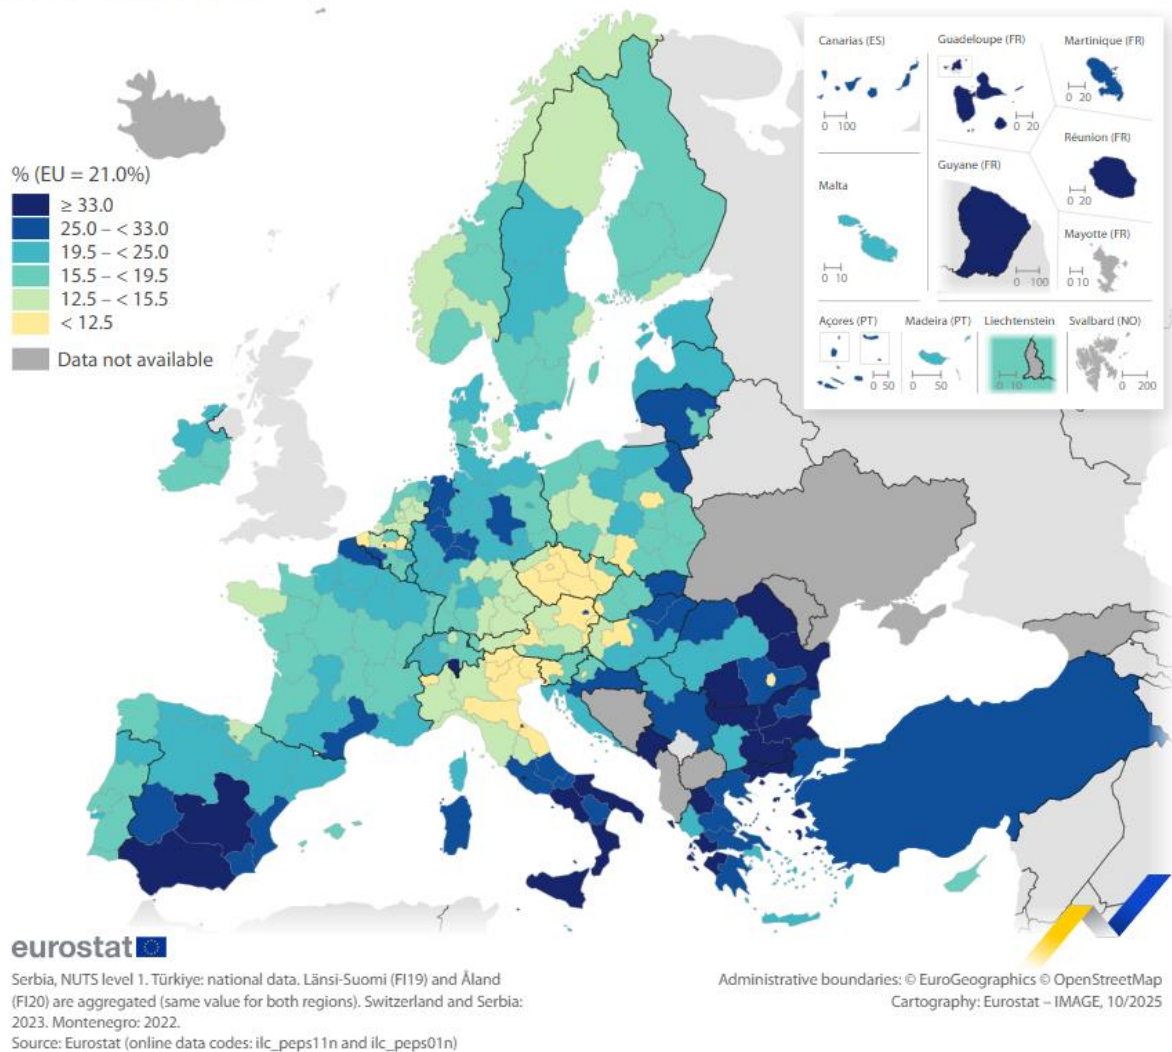 % (EU = 21.0%)
≥ 33.0
25.0 – < 33.0
19.5 – < 25.0
15.5 – < 19.5
12.5 – < 15.5
< 12.5
Data not available
Canarias (ES)
0 100
Guadeloupe (FR)
0 20
Martinique (FR)
0 20
Réunion (FR)
0 20
Guyane (FR)
0 100
Malta
0 10
Mayotte (FR)
0 10
Açores (PT)
0 50
Madeira (PT)
0 50
Liechtenstein
0 10
Svalbard (NO)
0 200
eurostat
Serbia, NUTS level 1. Türkiye: national data. Länsi-Suomi (FI19) and Åland
(FI20) are aggregated (same value for both regions). Switzerland and Serbia:
2023. Montenegro: 2022.
Source: Eurostat (online data codes: ilc_peps11n and ilc_peps01n)
Administrative boundaries: © EuroGeographics © OpenStreetMap
Cartography: Eurostat – IMAGE, 10/2025